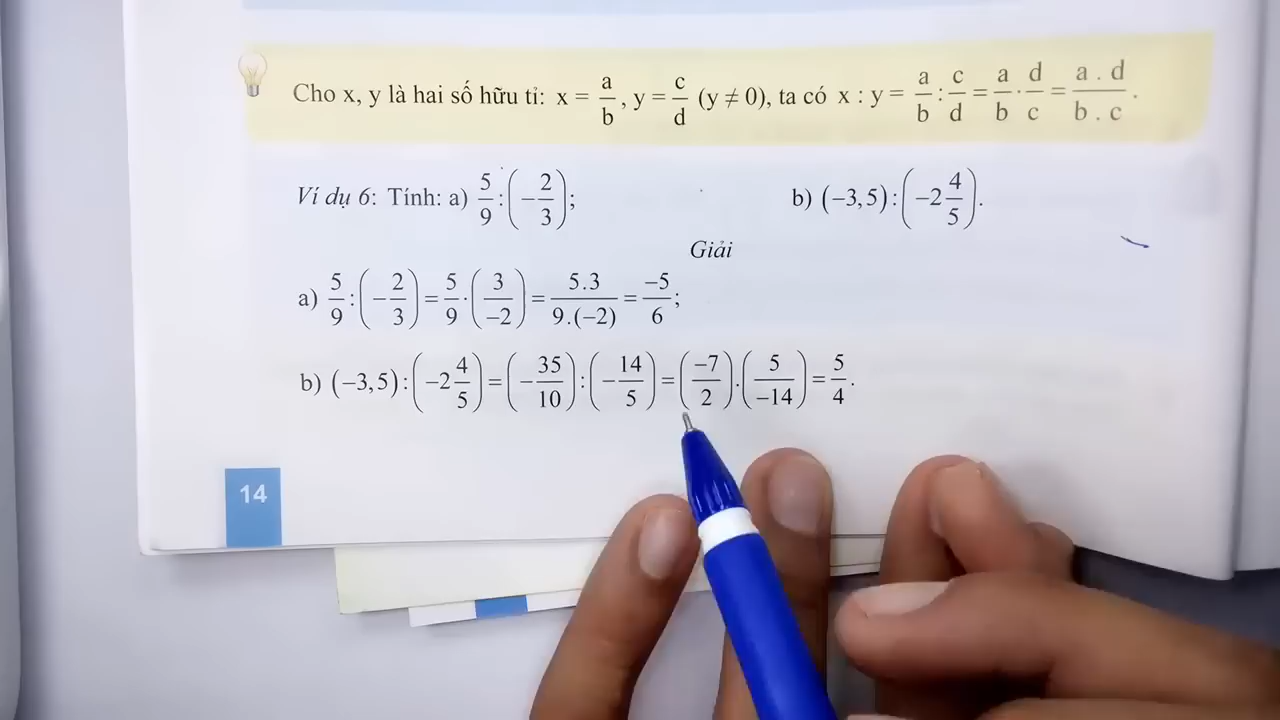 Cho x, y là hai số hữu tỉ: x = a/b, y = c/d (y ≠ 0), ta có x : y = a/b : c/d = a/b · d/c = a . d / b . c.
Ví dụ 6: Tính: a) 5/9 : (−2/3); b) (−3,5) : (−2 4/5).
Giải
a) 5/9 : (−2/3) = 5/9 · (3/−2) = 5.3/9.(−2) = −5/6;
b) (−3,5) : (−2 4/5) = (−35/10) : (−14/5) = (−7/2) . (5/−14) = 5/4.
14